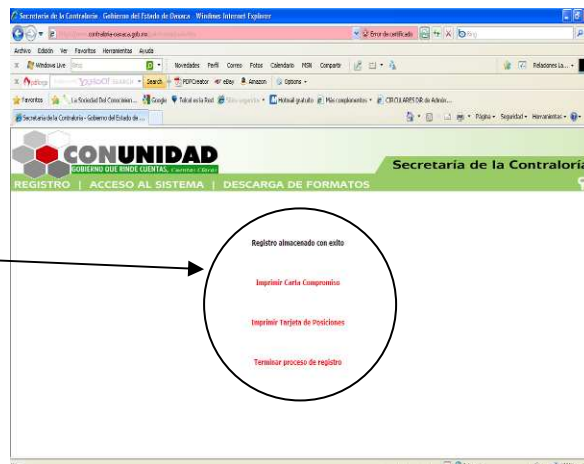 Secretaría de la Contraloría - Gobierno del Estado de Oaxaca - Windows Internet Explorer
Error de certificado
Bing
Archivo Edición Ver Favoritos Herramientas Ayuda
X Windows Live Bing Novedades Perfil Correo Fotos Calendario MSN Compartir
X YAHOO! SEARCH Search PDFCreator eBay Amazon Options
Favoritos Google Hotmail gratuito Más complementos
Secretaría de la Contraloría - Gobierno del Estado de ...
Página Seguridad Herramientas
CONUNIDAD
GOBIERNO QUE RINDE CUENTAS,
Secretaría de la Contraloría
REGISTRO | ACCESO AL SISTEMA | DESCARGA DE FORMATOS
Registro almacenado con exito
Imprimir Carta Compromiso
Imprimir Tarjeta de Posiciones
Terminar proceso de registro